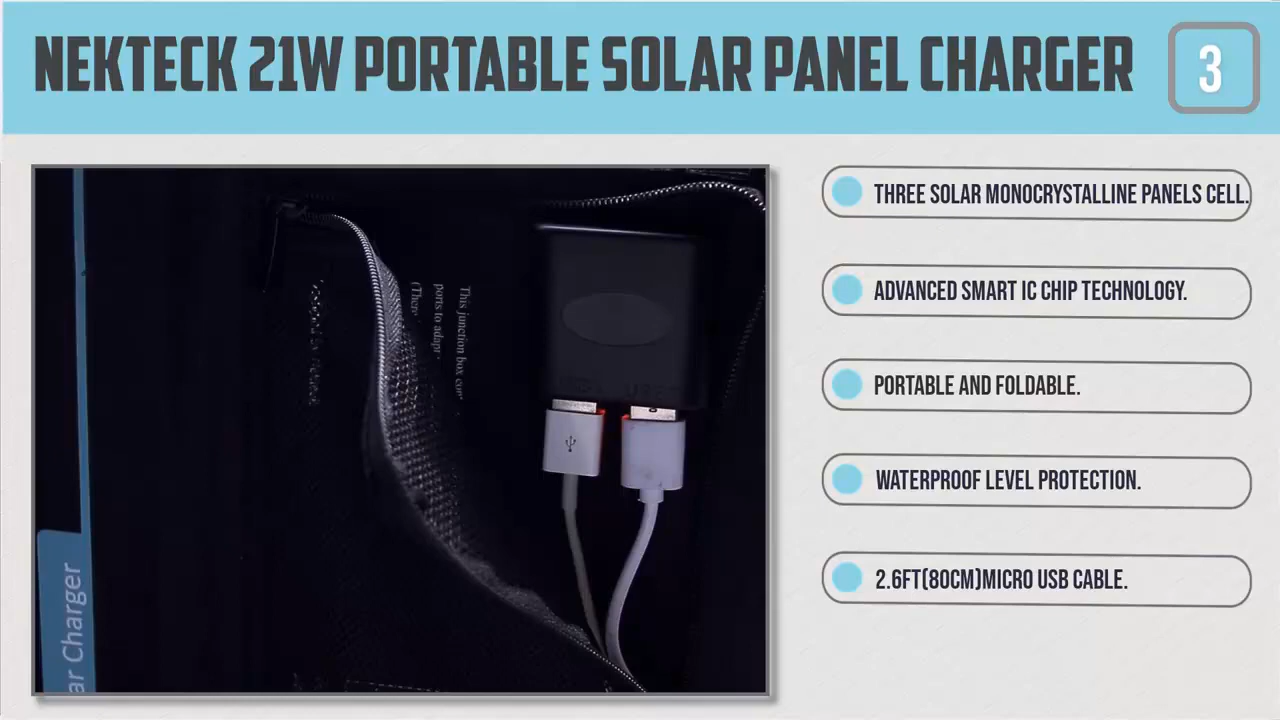 NEKTECK 21W PORTABLE SOLAR PANEL CHARGER
3
THREE SOLAR MONOCRYSTALLINE PANELS CELL.
ADVANCED SMART IC CHIP TECHNOLOGY.
PORTABLE AND FOLDABLE.
WATERPROOF LEVEL PROTECTION.
2.6FT(80CM)MICRO USB CABLE.
This junction box
ports to adapt
ar Charger